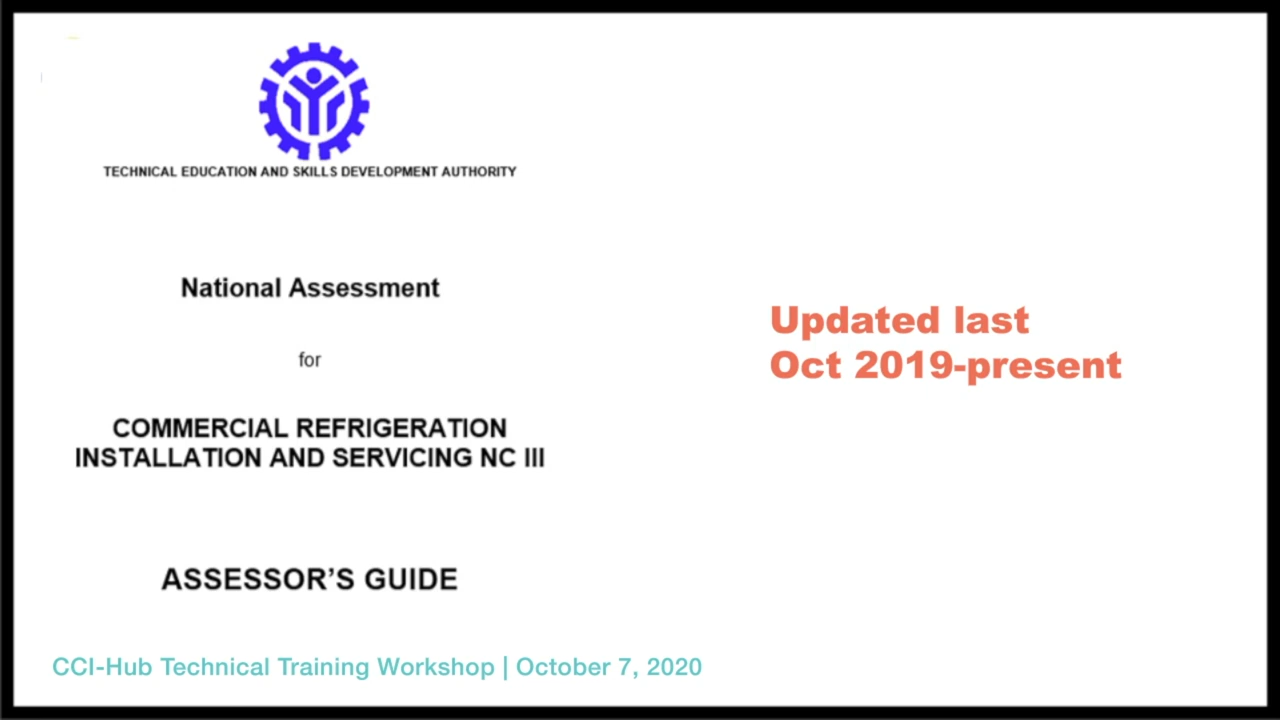 TECHNICAL EDUCATION AND SKILLS DEVELOPMENT AUTHORITY
National Assessment
for
COMMERCIAL REFRIGERATION
INSTALLATION AND SERVICING NC III
ASSESSOR'S GUIDE
Updated last
Oct 2019-present
CCI-Hub Technical Training Workshop | October 7, 2020